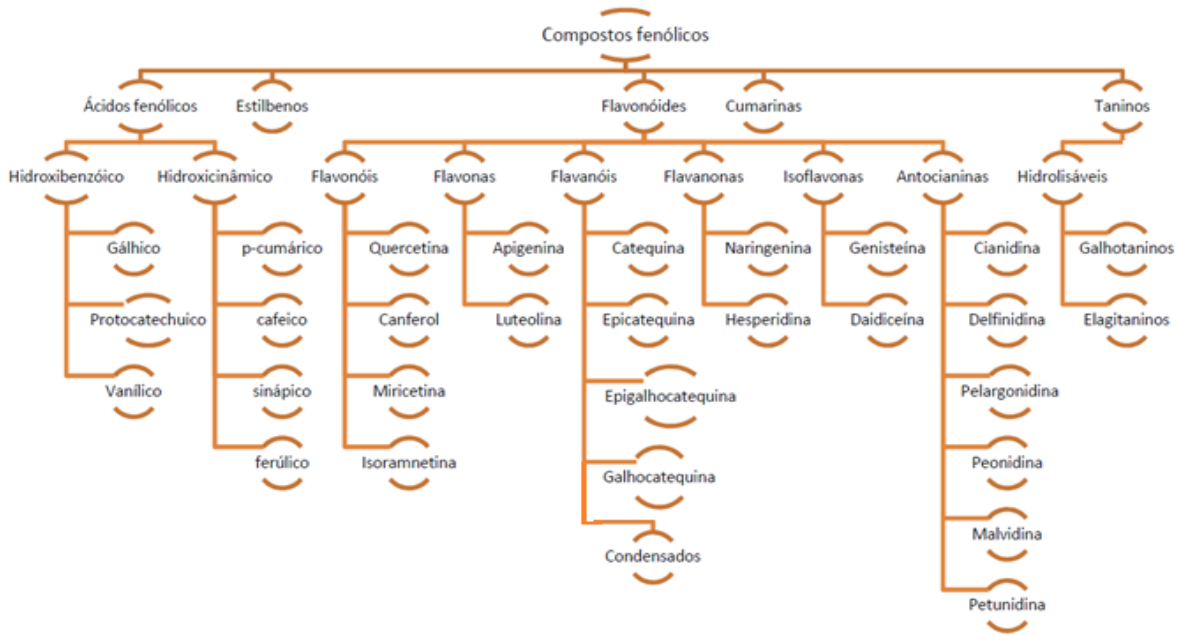 Compostos fenólicos
Ácidos fenólicos
Estilbenos
Flavonóides
Cumarinas
Taninos
Hidroxibenzóico
Hidroxicinâmico
Flavonóis
Flavonas
Flavanóis
Flavanonas
Isoflavonas
Antocianinas
Hidrolisáveis
Gálhico
p-cumárico
Quercetina
Apigenina
Catequina
Naringenina
Genisteína
Cianidina
Galhotaninos
Protocatechuico
cafeico
Canferol
Luteolina
Epicatequina
Hesperidina
Daidiceína
Delfinidina
Elagitaninos
Vanílico
sinápico
Miricetina
Epigalhocatequina
Pelargonidina
ferúlico
Isoramnetina
Galhocatequina
Peonidina
Malvidina
Condensados
Petunidina